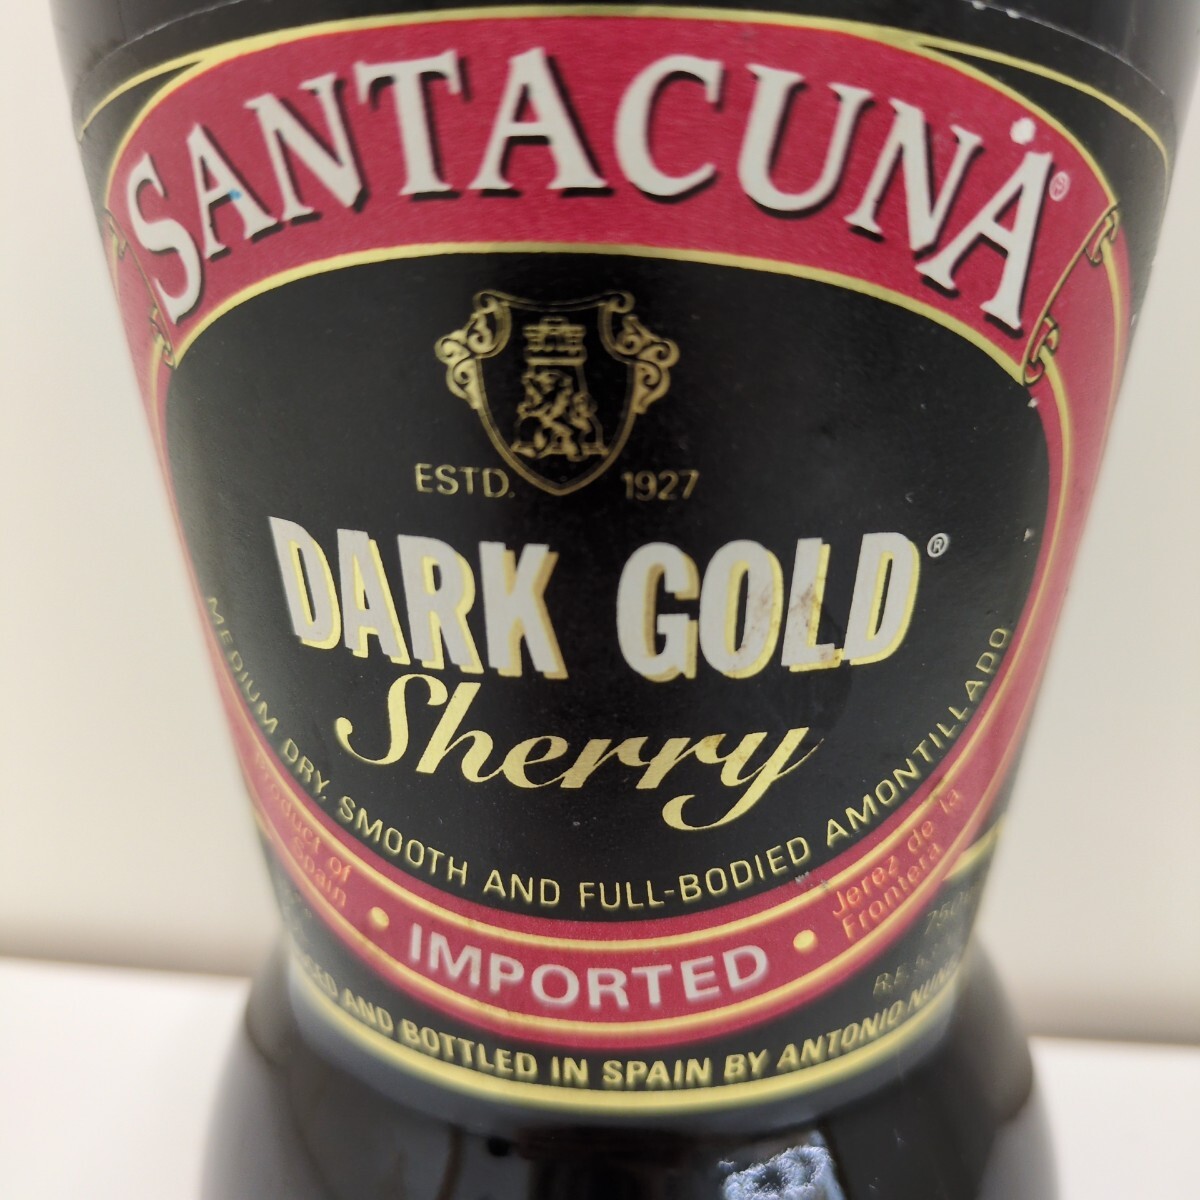 SANTACUNA®
ESTD. 1927
DARK GOLD®
Sherry
MEDIUM DRY, SMOOTH AND FULL-BODIED AMONTILLADO
Product of
Spain
IMPORTED
Jerez de la
Frontera
AND BOTTLED IN SPAIN BY ANTONIO